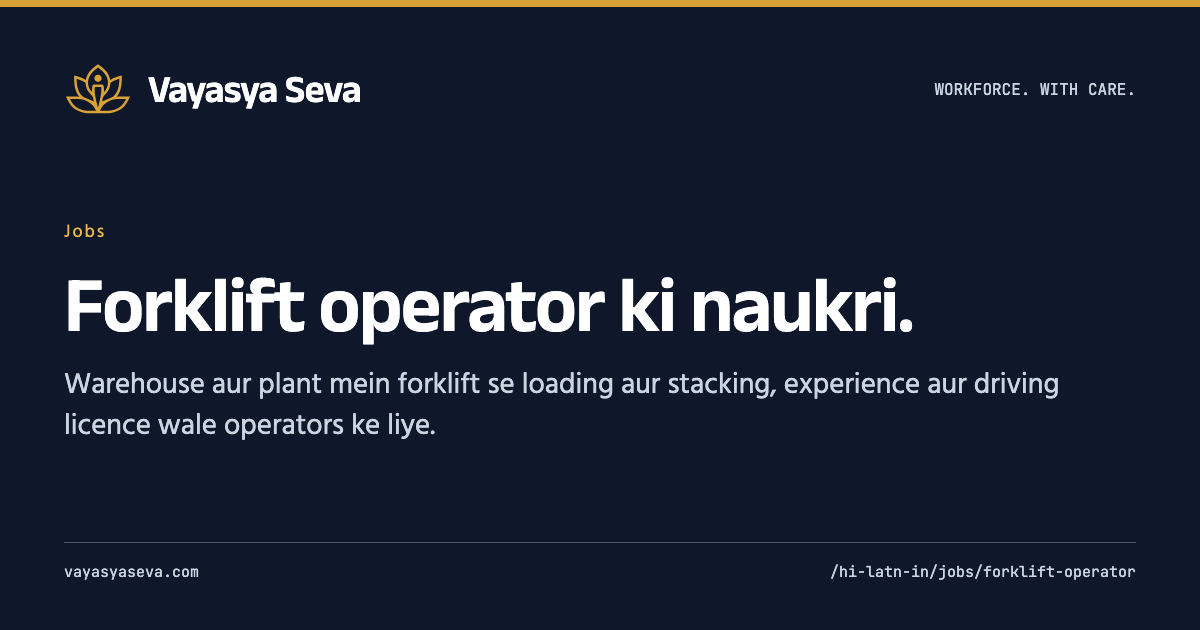 Vayasya Seva
WORKFORCE. WITH CARE.
Jobs
Forklift operator ki naukri.
Warehouse aur plant mein forklift se loading aur stacking, experience aur driving
licence wale operators ke liye.
vayasyaseva.com
/hi-latn-in/jobs/forklift-operator